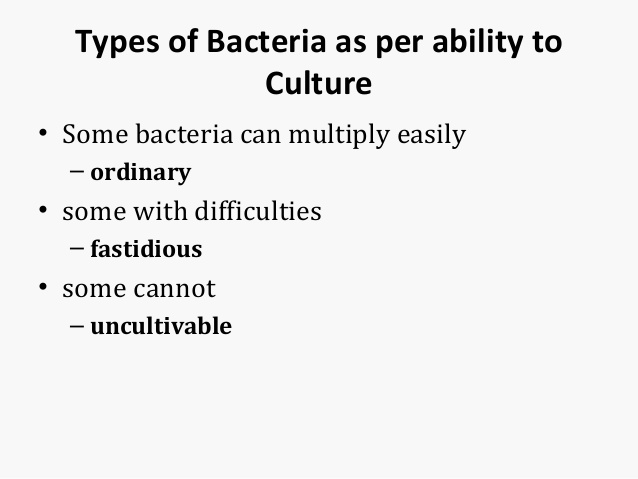 Types of Bacteria as per ability to
Culture
• Some bacteria can multiply easily
– ordinary
• some with difficulties
– fastidious
• some cannot
– uncultivable